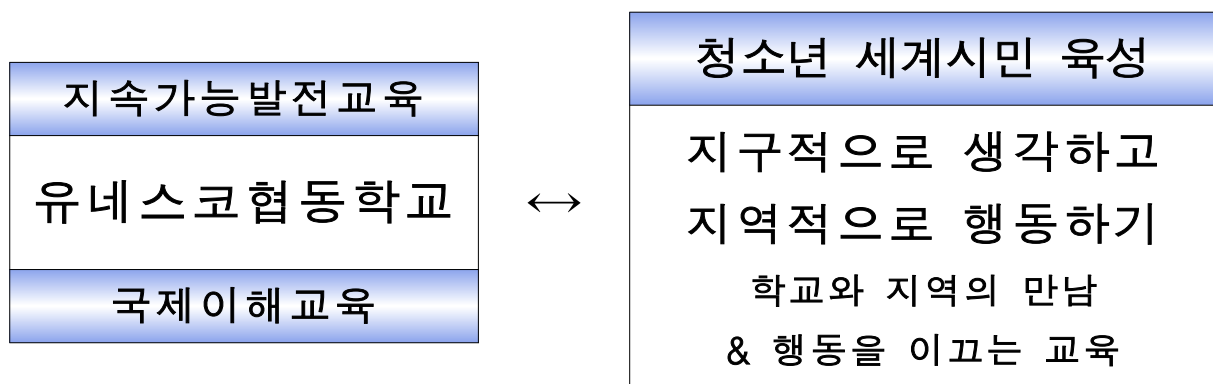 지속가능발전교육
유네스코협동학교
국제이해교육
↔
청소년 세계시민 육성
지구적으로 생각하고
지역적으로 행동하기
학교와 지역의 만남
& 행동을 이끄는 교육